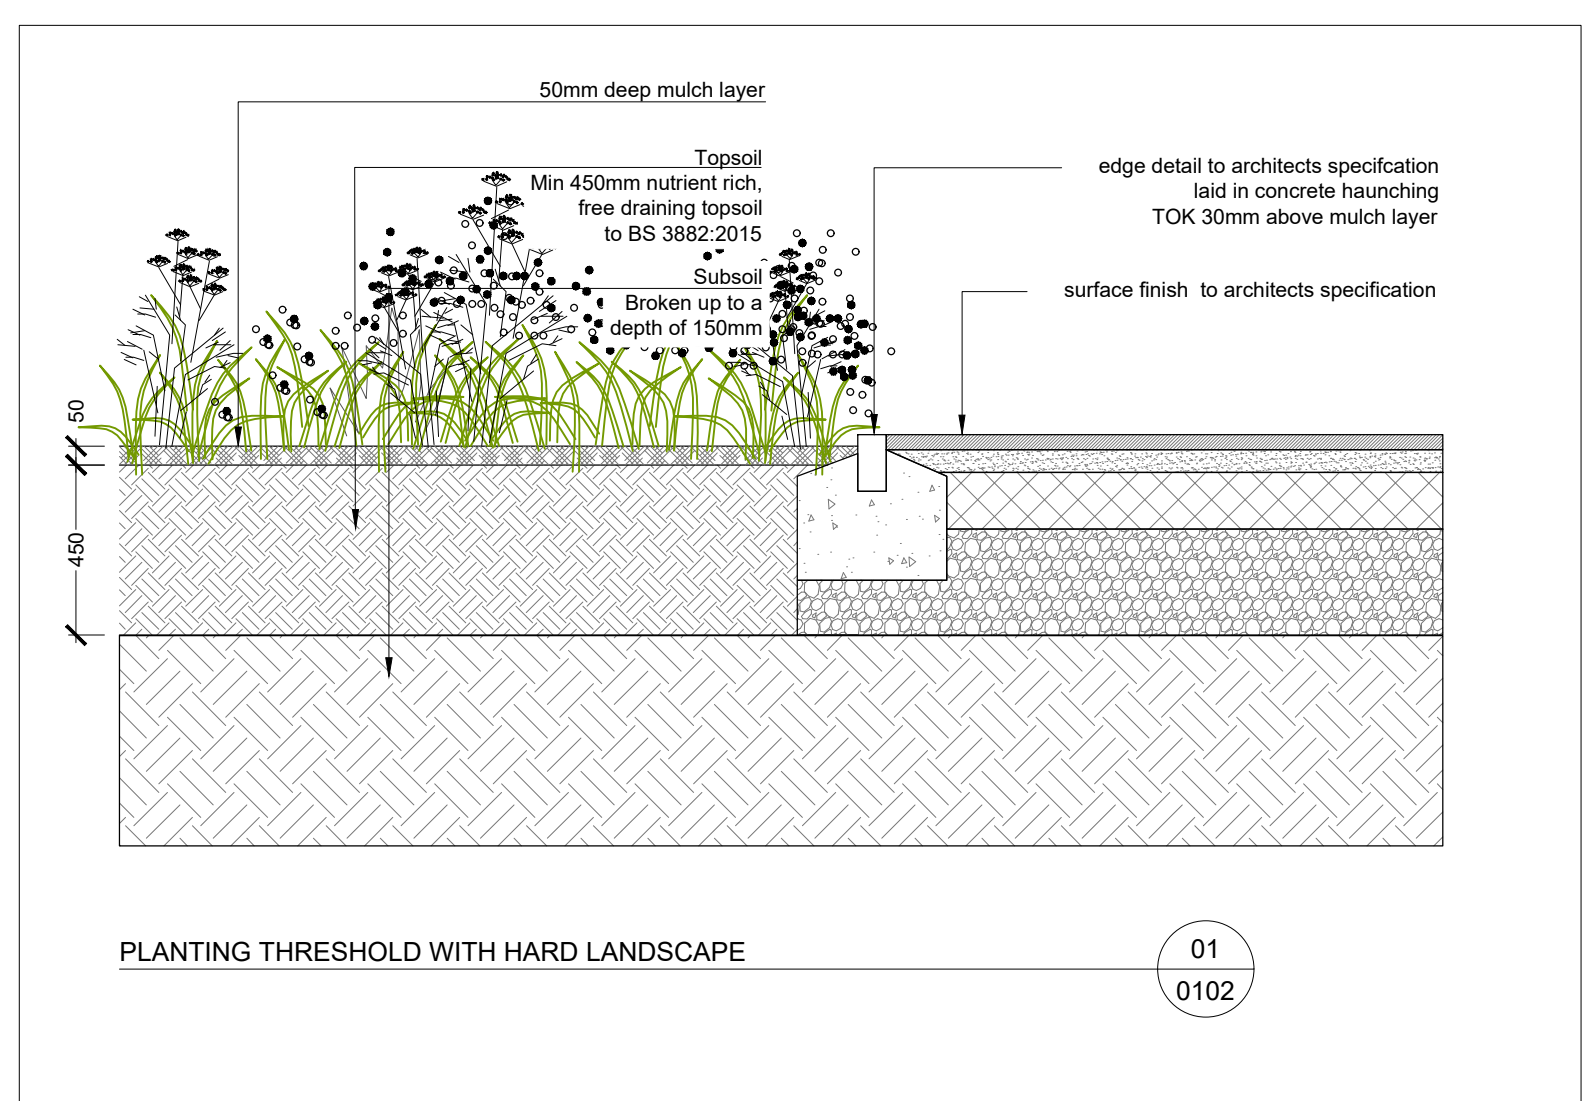 50mm deep mulch layer
Topsoil
Min 450mm nutrient rich,
free draining topsoil
to BS 3882:2015
Subsoil
Broken up to a
depth of 150mm
edge detail to architects specifcation
laid in concrete haunching
TOK 30mm above mulch layer
surface finish to architects specification
50
450
PLANTING THRESHOLD WITH HARD LANDSCAPE
01
0102